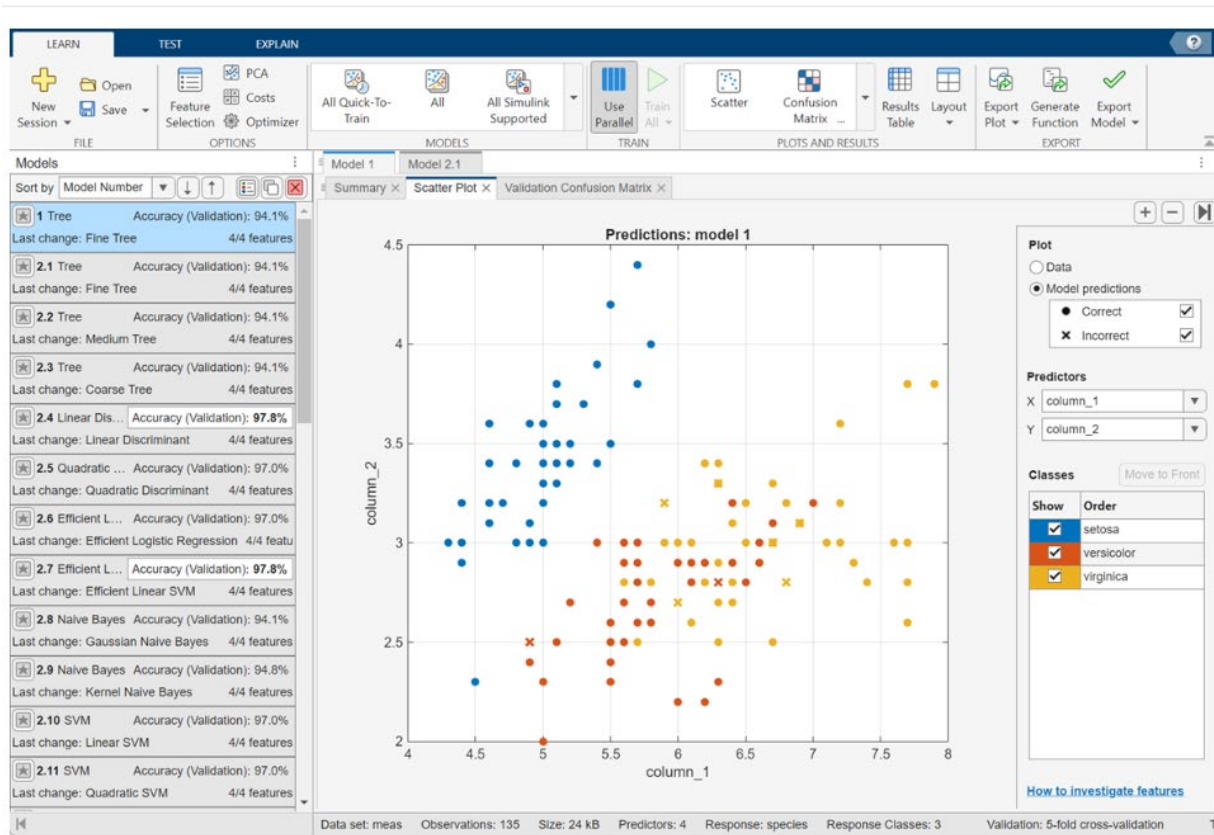 LEARN TEST EXPLAIN ?
New Session Open Save Feature Selection PCA Costs Optimizer All Quick-To-Train All All Simulink Supported Use Parallel Train All Scatter Confusion Matrix ... Results Table Layout Export Plot Generate Function Export Model
FILE OPTIONS MODELS TRAIN PLOTS AND RESULTS EXPORT
Models
Sort by Model Number
1 Tree Accuracy (Validation): 94.1%
Last change: Fine Tree 4/4 features
2.1 Tree Accuracy (Validation): 94.1%
Last change: Fine Tree 4/4 features
2.2 Tree Accuracy (Validation): 94.1%
Last change: Medium Tree 4/4 features
2.3 Tree Accuracy (Validation): 94.1%
Last change: Coarse Tree 4/4 features
2.4 Linear Dis... Accuracy (Validation): 97.8%
Last change: Linear Discriminant 4/4 features
2.5 Quadratic ... Accuracy (Validation): 97.0%
Last change: Quadratic Discriminant 4/4 features
2.6 Efficient L... Accuracy (Validation): 97.0%
Last change: Efficient Logistic Regression 4/4 featu
2.7 Efficient L... Accuracy (Validation): 97.8%
Last change: Efficient Linear SVM 4/4 features
2.8 Naive Bayes Accuracy (Validation): 94.1%
Last change: Gaussian Naive Bayes 4/4 features
2.9 Naive Bayes Accuracy (Validation): 94.8%
Last change: Kernel Naive Bayes 4/4 features
2.10 SVM Accuracy (Validation): 97.0%
Last change: Linear SVM 4/4 features
2.11 SVM Accuracy (Validation): 97.0%
Last change: Quadratic SVM 4/4 features
Model 1 Model 2.1
Summary Scatter Plot Validation Confusion Matrix
Predictions: model 1
4.5
4
3.5
3
2.5
2
column_2
4 4.5 5 5.5 6 6.5 7 7.5 8
column_1
Plot
Data
Model predictions
Correct
Incorrect
Predictors
X column_1
Y column_2
Classes Move to Front
Show Order
setosa
versicolor
virginica
How to investigate features
Data set: meas Observations: 135 Size: 24 kB Predictors: 4 Response: species Response Classes: 3 Validation: 5-fold cross-validation T